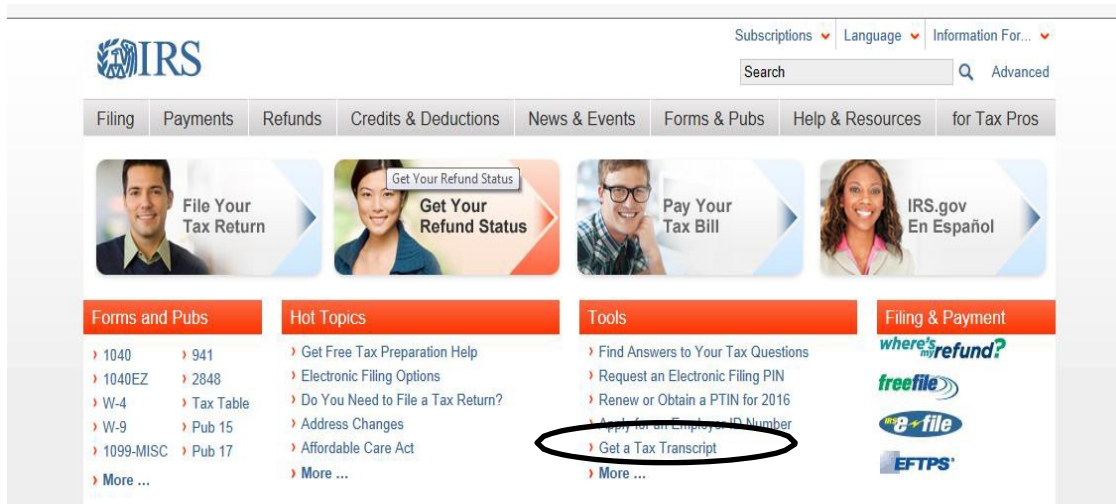 Subscriptions Language Information For...
IRS
Search Advanced
Filing Payments Refunds Credits & Deductions News & Events Forms & Pubs Help & Resources for Tax Pros
File Your
Tax Return
Get Your Refund Status
Get Your
Refund Status
Pay Your
Tax Bill
IRS.gov
En Español
Forms and Pubs
1040 941
1040EZ 2848
W-4 Tax Table
W-9 Pub 15
1099-MISC Pub 17
More ...
Hot Topics
Get Free Tax Preparation Help
Electronic Filing Options
Do You Need to File a Tax Return?
Address Changes
Affordable Care Act
More ...
Tools
Find Answers to Your Tax Questions
Request an Electronic Filing PIN
Renew or Obtain a PTIN for 2016
Apply for an Employer ID Number
Get a Tax Transcript
More ...
Filing & Payment
where's my refund?
freefile
IRS e-file
EFTPS